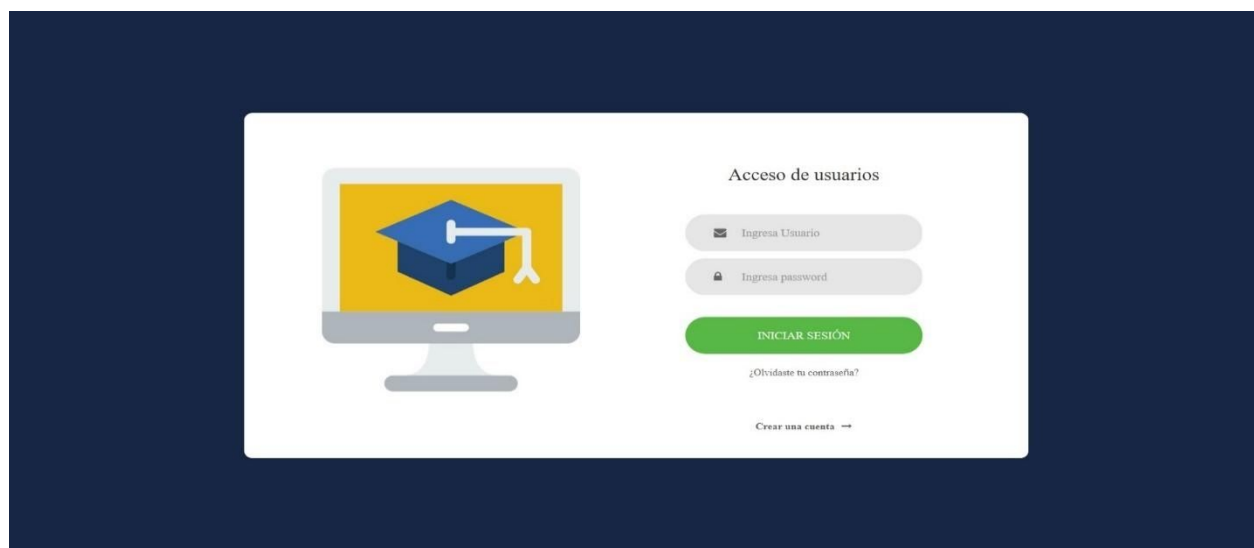 Acceso de usuarios
Ingresa Usuario
Ingresa password
INICIAR SESIÓN
¿Olvidaste tu contraseña?
Crear una cuenta →